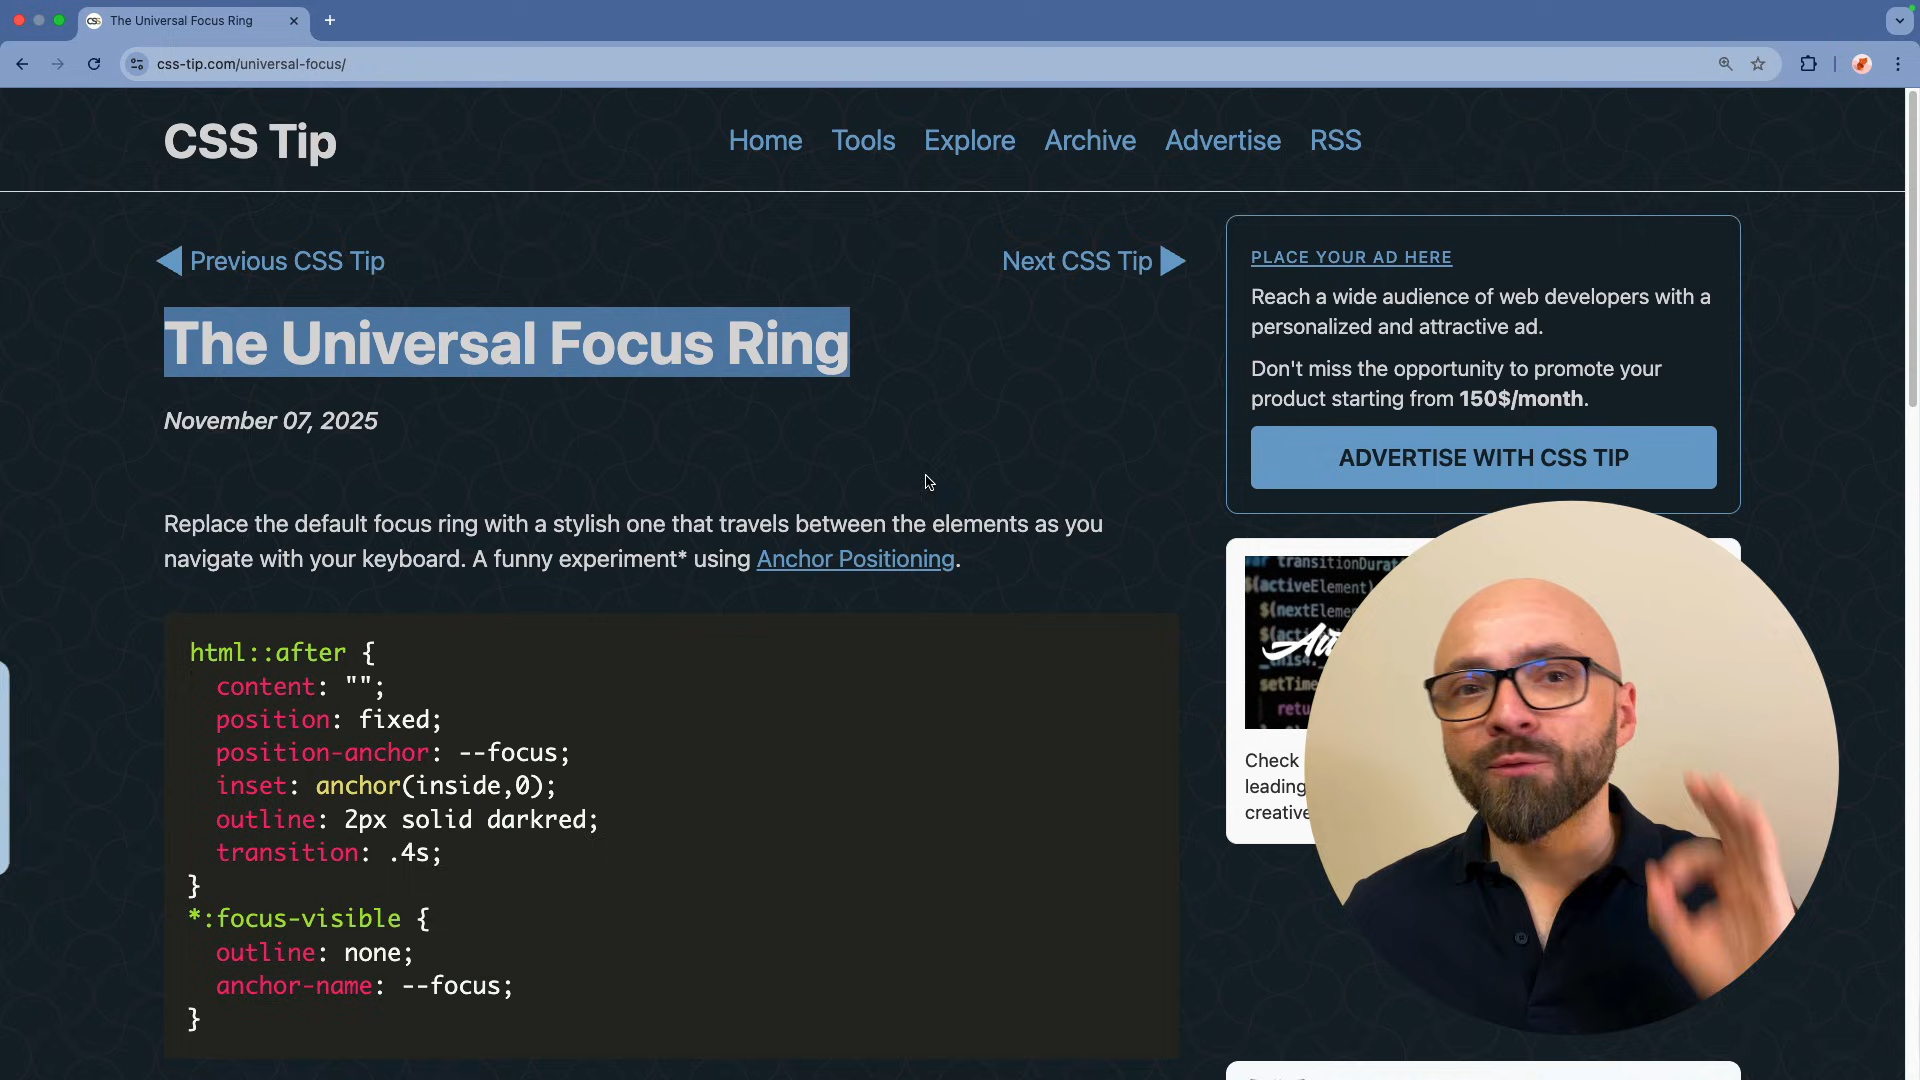 The Universal Focus Ring
css-tip.com/universal-focus/
CSS Tip
Home Tools Explore Archive Advertise RSS
Previous CSS Tip
Next CSS Tip
The Universal Focus Ring
November 07, 2025
Replace the default focus ring with a stylish one that travels between the elements as you
navigate with your keyboard. A funny experiment* using Anchor Positioning.
html::after {
content: "";
position: fixed;
position-anchor: --focus;
inset: anchor(inside,0);
outline: 2px solid darkred;
transition: .4s;
}
*:focus-visible {
outline: none;
anchor-name: --focus;
}
PLACE YOUR AD HERE
Reach a wide audience of web developers with a
personalized and attractive ad.
Don't miss the opportunity to promote your
product starting from 150$/month.
ADVERTISE WITH CSS TIP
$(activeElement)
$(nextEleme
setTime
retu
Check
leading
creative